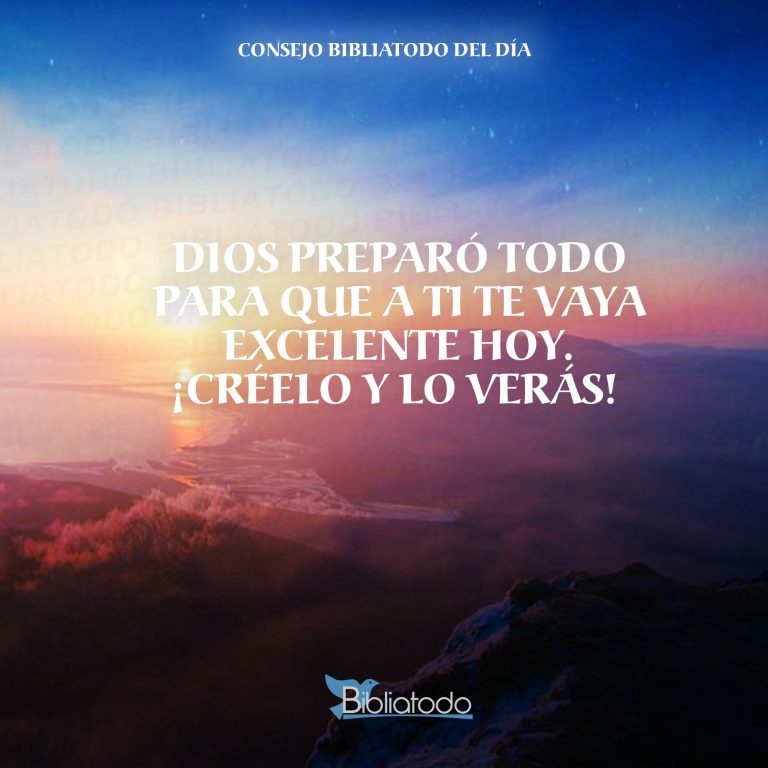 CONSEJO BIBLIATODO DEL DÍA
DIOS PREPARÓ TODO
PARA QUE A TI TE VAYA
EXCELENTE HOY.
¡CRÉELO Y LO VERÁS!
Bibliatodo